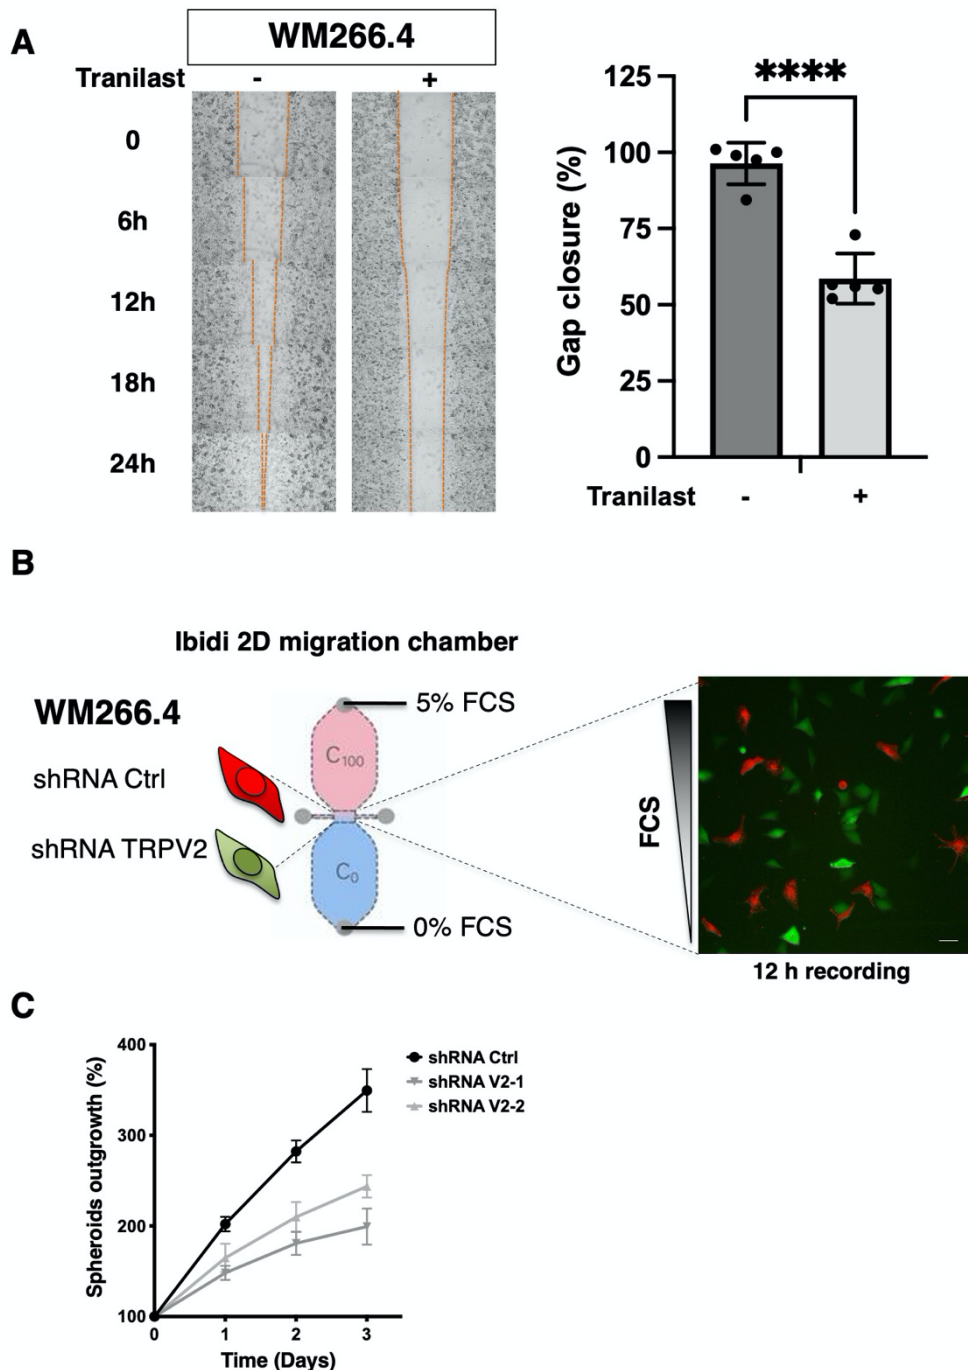 A
WM266.4
Tranilast - +
0
6h
12h
18h
24h
Gap closure (%)
125
100
75
50
25
0
****
Tranilast - +
B
Ibidi 2D migration chamber
WM266.4
shRNA Ctrl
shRNA TRPV2
5% FCS
C100
C0
0% FCS
FCS
12 h recording
C
Spheroids outgrowth (%)
400
300
200
100
0 1 2 3
Time (Days)
shRNA Ctrl
shRNA V2-1
shRNA V2-2